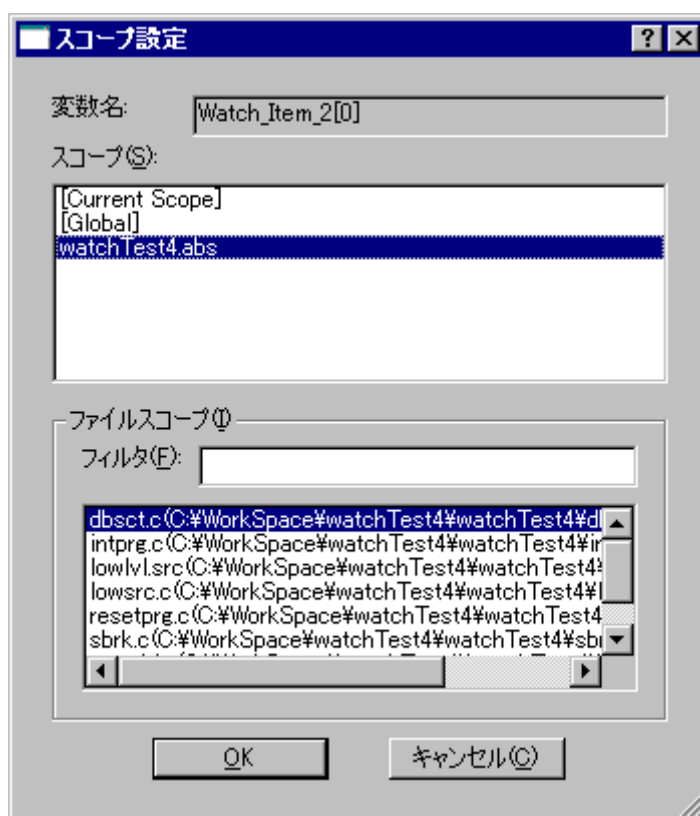 スコープ設定
変数名: Watch_Item_2[0]
スコープ(S):
[Current Scope]
[Global]
watchTest4.abs
ファイルスコープ(I)
フィルタ(F):
dbsct.c(C:¥WorkSpace¥watchTest4¥watchTest4¥d
intprg.c(C:¥WorkSpace¥watchTest4¥watchTest4¥ir
lowlvl.src(C:¥WorkSpace¥watchTest4¥watchTest4¥
lowsrc.c(C:¥WorkSpace¥watchTest4¥watchTest4¥l
resetprg.c(C:¥WorkSpace¥watchTest4¥watchTest4
sbrk.c(C:¥WorkSpace¥watchTest4¥watchTest4¥sbr
OK キャンセル(C)